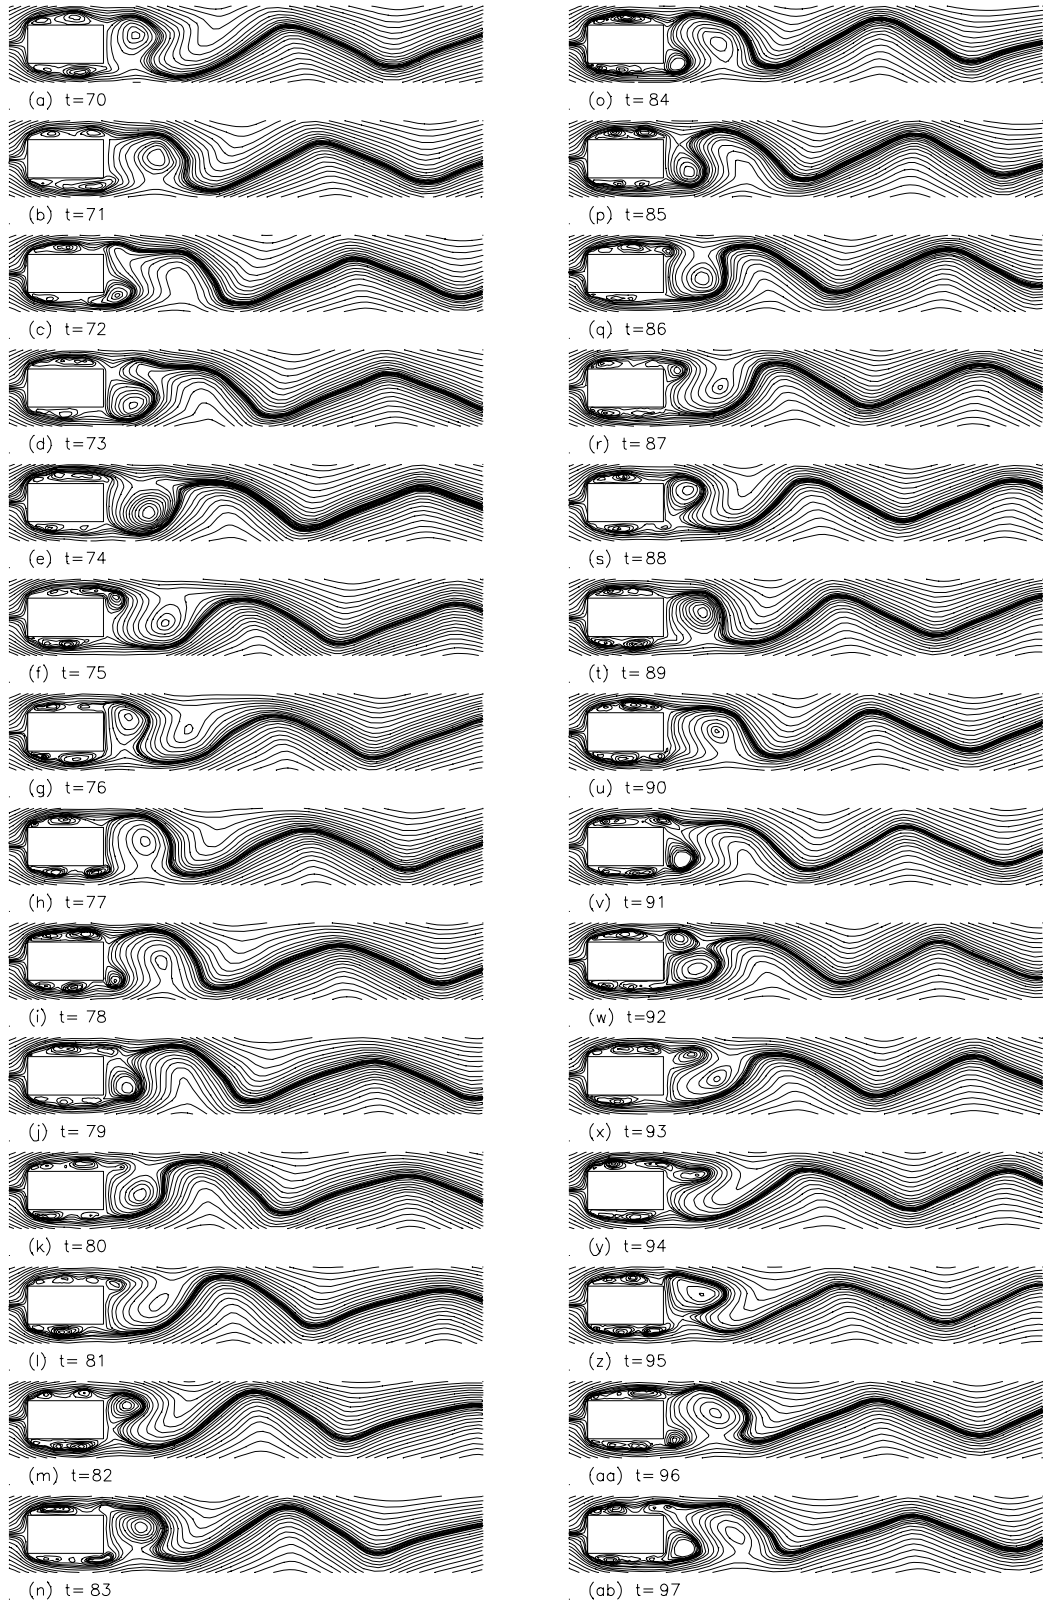 (a) t=70
(b) t=71
(c) t=72
(d) t=73
(e) t=74
(f) t= 75
(g) t= 76
(h) t=77
(i) t= 78
(j) t= 79
(k) t=80
(l) t= 81
(m) t=82
(n) t= 83
(o) t=84
(p) t=85
(q) t=86
(r) t=87
(s) t=88
(t) t=89
(u) t=90
(v) t=91
(w) t=92
(x) t=93
(y) t=94
(z) t=95
(aa) t=96
(ab) t=97